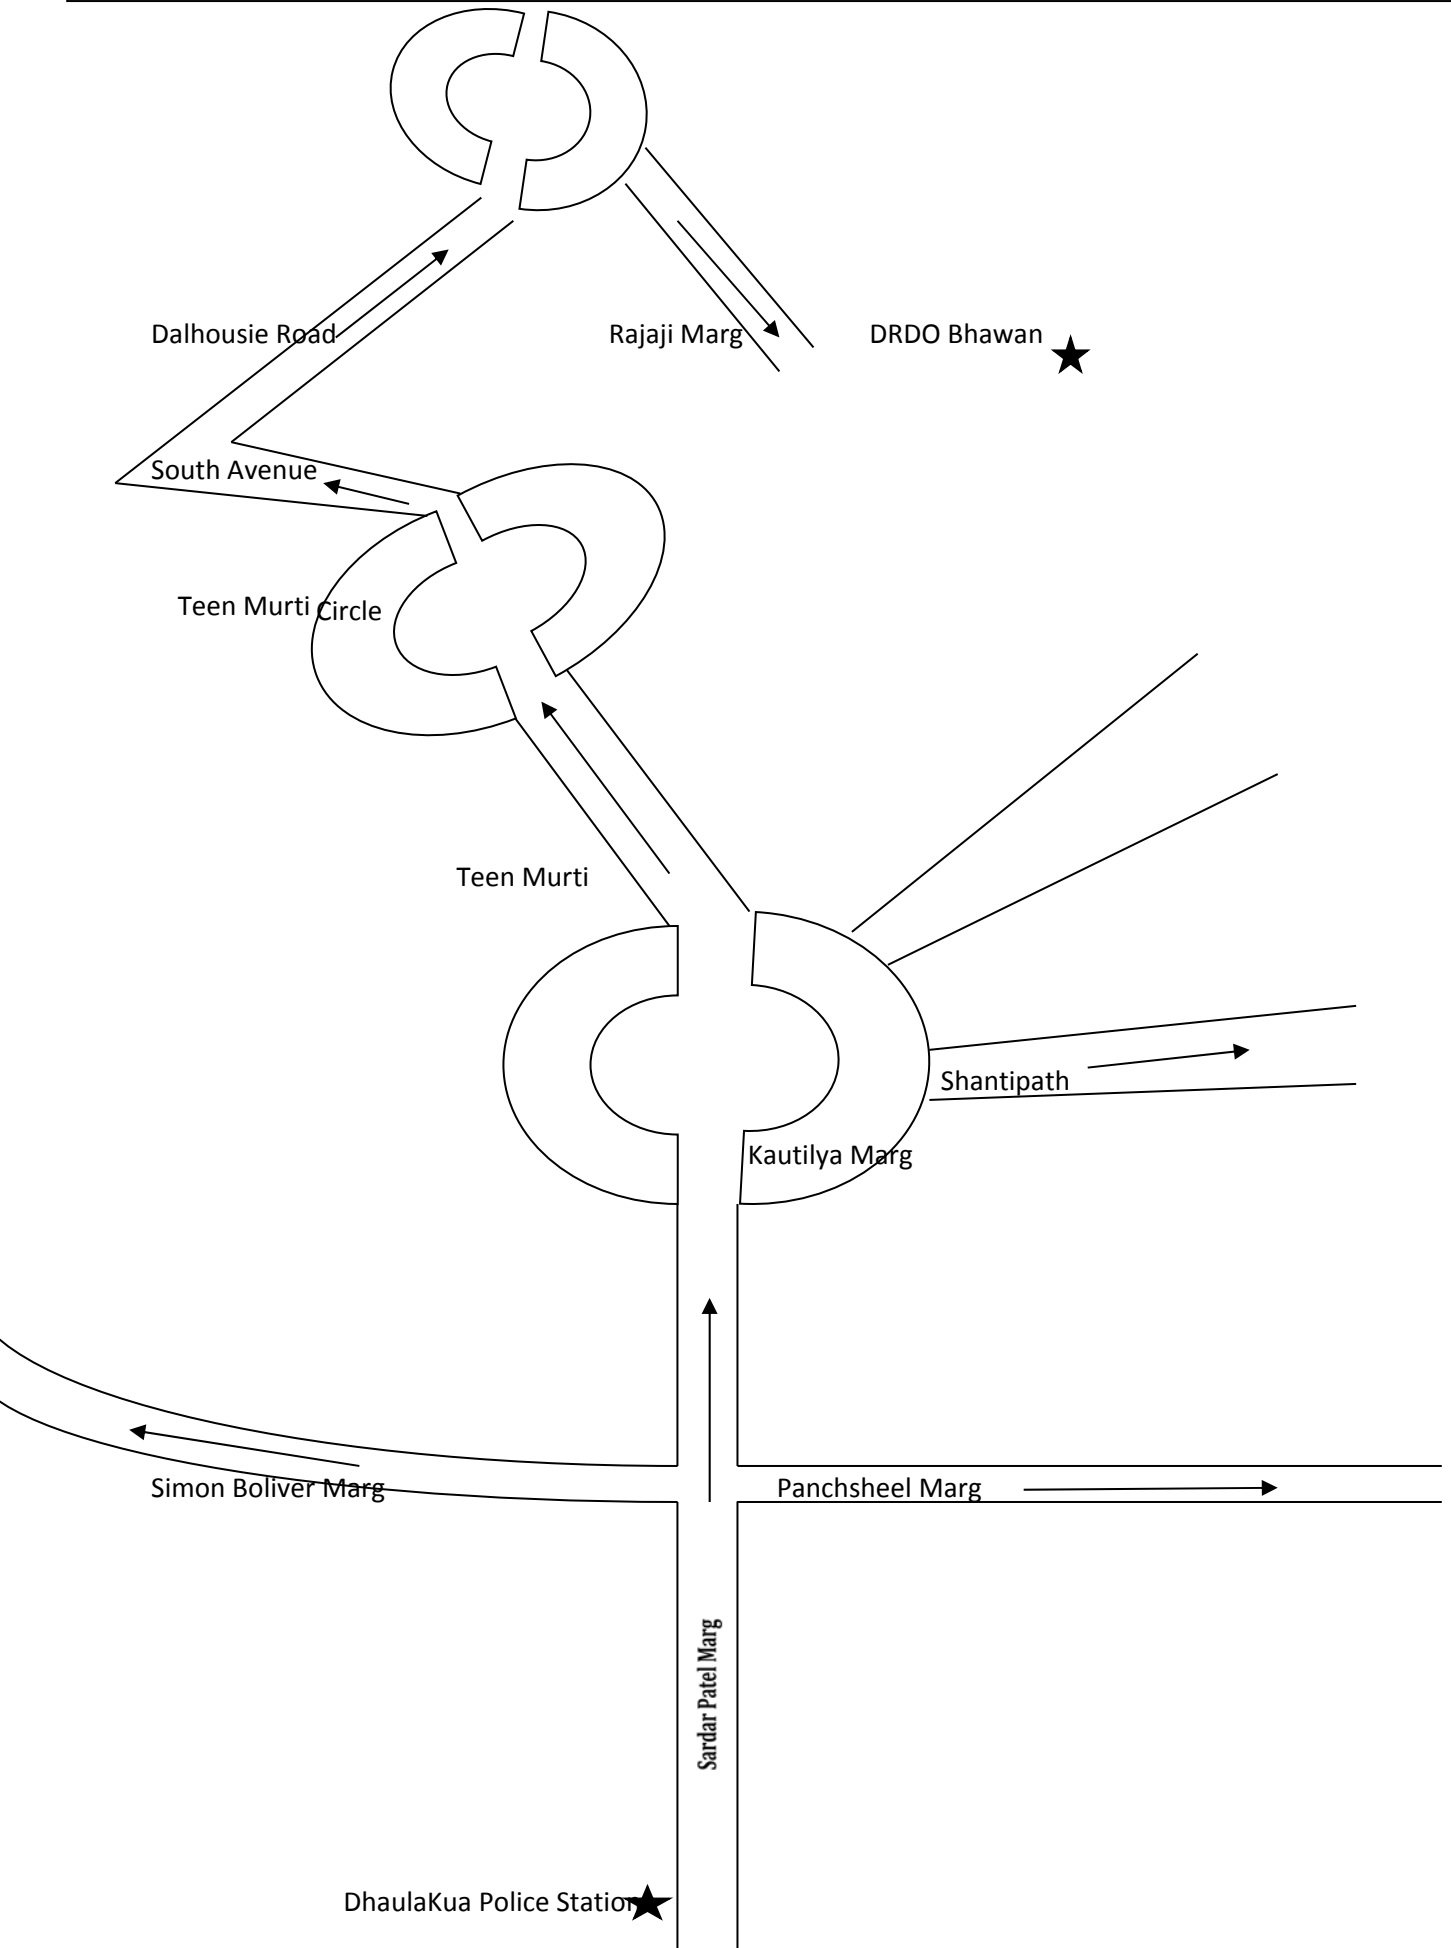 Dalhousie Road
Rajaji Marg
DRDO Bhawan
South Avenue
Teen Murti Circle
Teen Murti
Shantipath
Kautilya Marg
Simon Boliver Marg
Panchsheel Marg
Sardar Patel Marg
DhaulaKua Police Station